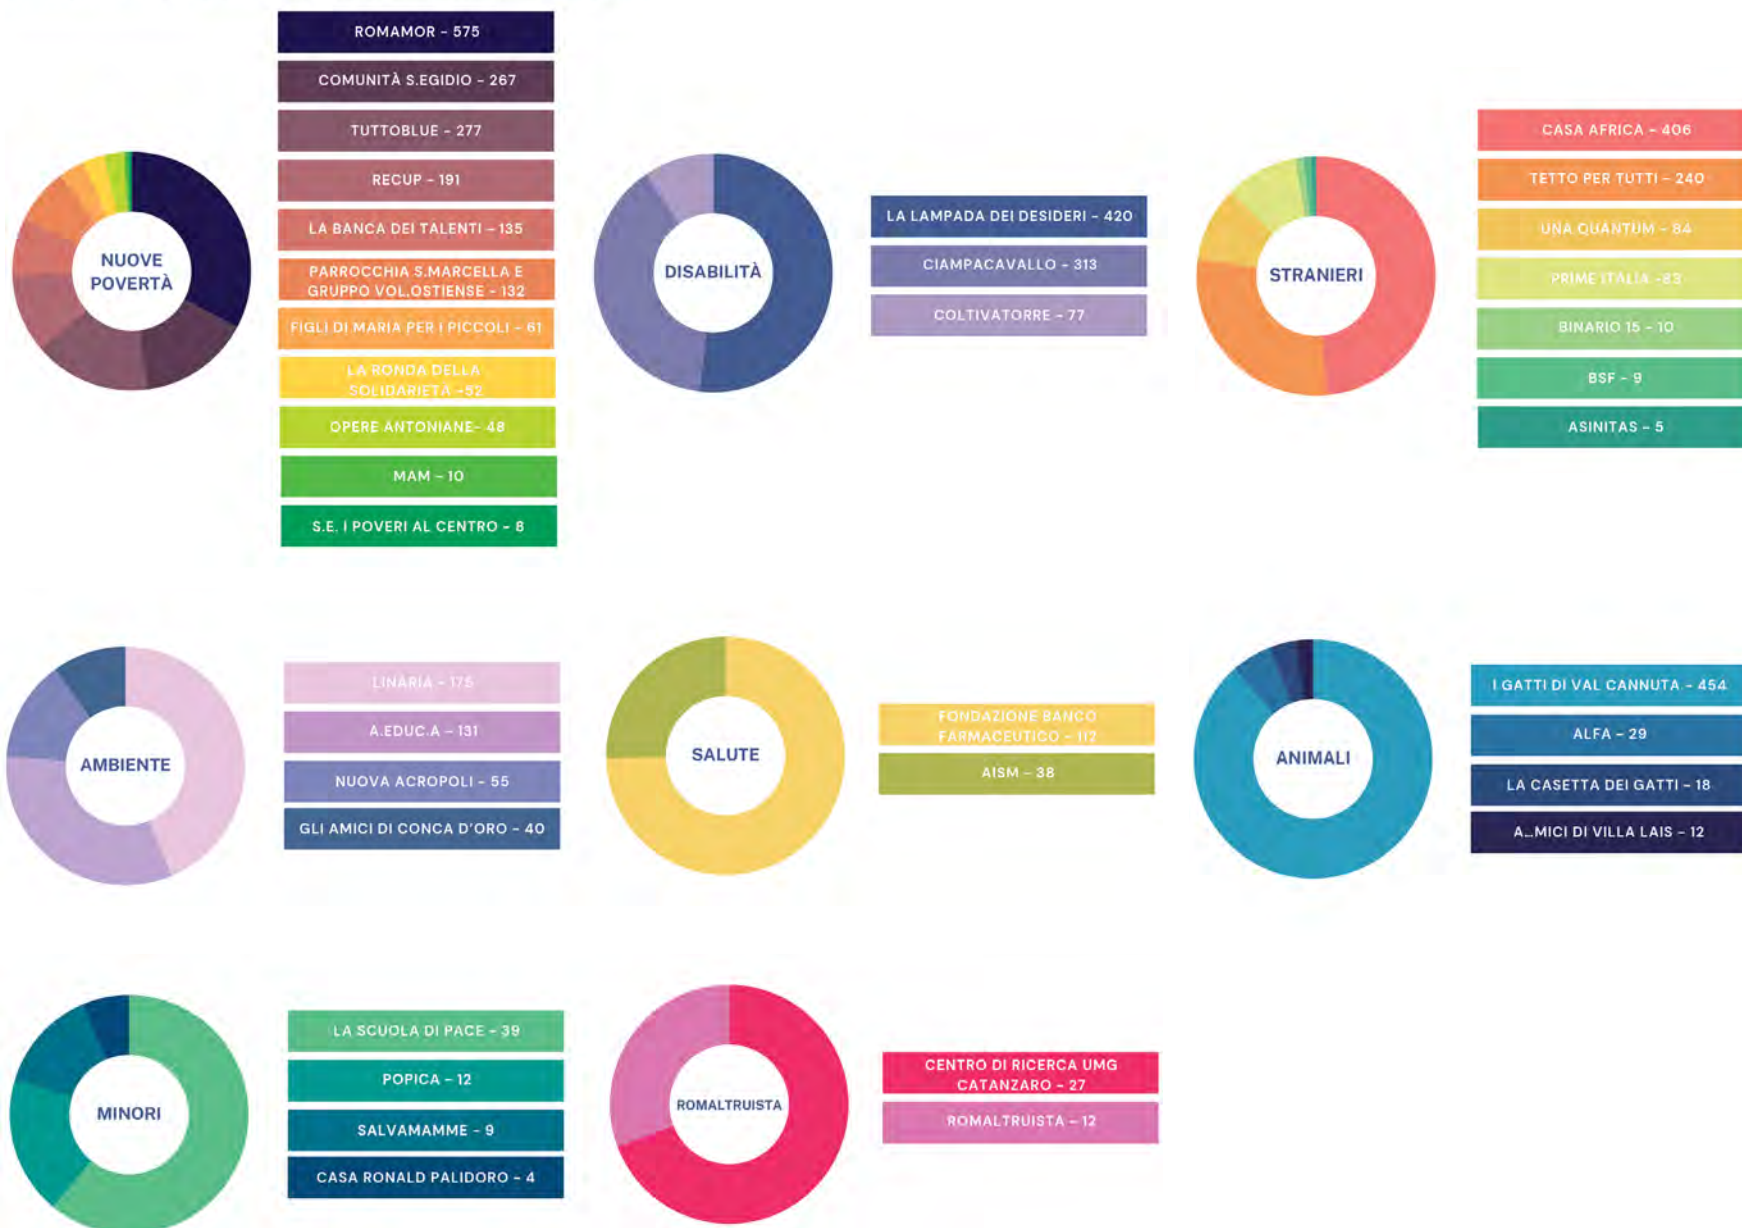 NUOVE
POVERTÀ
ROMAMOR - 575
COMUNITÀ S.EGIDIO - 267
TUTTOBLUE - 277
RECUP - 191
LA BANCA DEI TALENTI - 135
PARROCCHIA S.MARCELLA E
GRUPPO VOL.OSTIENSE - 132
FIGLI DI MARIA PER I PICCOLI - 61
LA RONDA DELLA
SOLIDARIETÀ -52
OPERE ANTONIANE- 48
MAM - 10
S.E. I POVERI AL CENTRO - 8
DISABILITÀ
LA LAMPADA DEI DESIDERI - 420
CIAMPACAVALLO - 313
COLTIVATORRE - 77
STRANIERI
CASA AFRICA - 406
TETTO PER TUTTI - 240
UNA QUANTUM - 84
PRIME ITALIA -83
BINARIO 15 - 10
BSF - 9
ASINITAS - 5
AMBIENTE
LINARIA - 175
A.EDUC.A - 131
NUOVA ACROPOLI - 55
GLI AMICI DI CONCA D'ORO - 40
SALUTE
FONDAZIONE BANCO
FARMACEUTICO - 112
AISM - 38
ANIMALI
I GATTI DI VAL CANNUTA - 454
ALFA - 29
LA CASETTA DEI GATTI - 18
A...MICI DI VILLA LAIS - 12
MINORI
LA SCUOLA DI PACE - 39
POPICA - 12
SALVAMAMME - 9
CASA RONALD PALIDORO - 4
ROMALTRUISTA
CENTRO DI RICERCA UMG
CATANZARO - 27
ROMALTRUISTA - 12